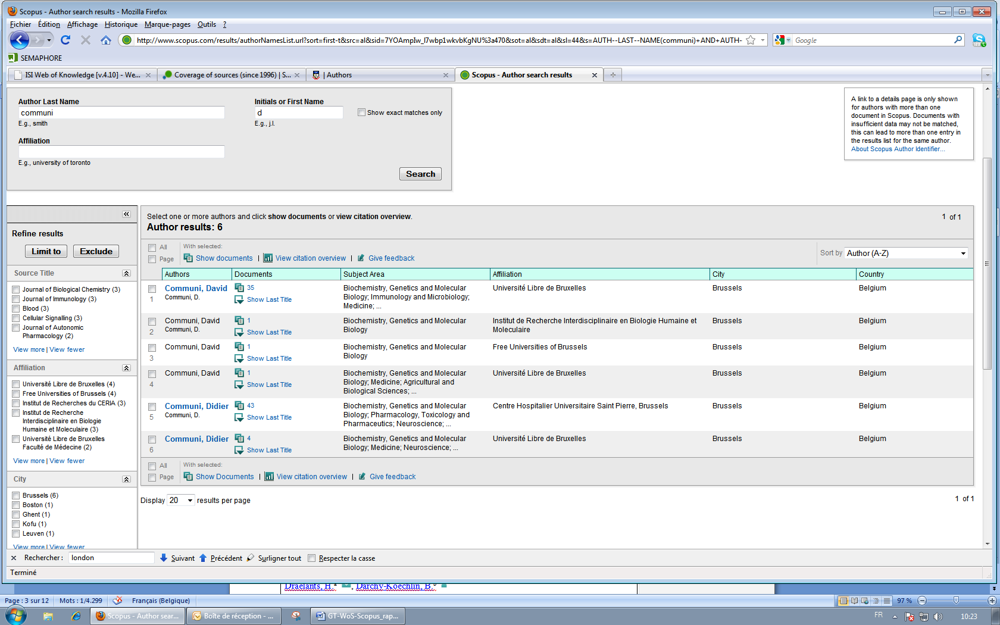 Scopus - Author search results - Mozilla Firefox
Fichier Édition Affichage Historique Marque-pages Outils ?
http://www.scopus.com/results/authorNamesList.url?sort=first-t&src=al&sid=7YOAmpIw_l7wbp1wkvbKgNU%3a470&sot=al&sdt=al&sl=44&s=AUTH--LAST--NAME(communi)+AND+AUTH-
Google
SEMAPHORE
ISI Web of Knowledge [v.4.10] - We...
Coverage of sources (since 1996) | S...
| Authors
Scopus - Author search results
Author Last Name
communi
E.g., smith
Initials or First Name
d
E.g., j.l.
Show exact matches only
Affiliation
E.g., university of toronto
Search
A link to a details page is only shown
for authors with more than one
document in Scopus. Documents with
insufficient data may not be matched,
this can lead to more than one entry in
the results list for the same author.
About Scopus Author Identifier...
«
Refine results
Limit to Exclude
Source Title
Journal of Biological Chemistry (3)
Journal of Immunology (3)
Blood (3)
Cellular Signalling (3)
Journal of Autonomic
Pharmacology (2)
View more | View fewer
Affiliation
Université Libre de Bruxelles (4)
Free Universities of Brussels (4)
Institut de Recherches du CERIA (3)
Institut de Recherche
Interdisciplinaire en Biologie
Humaine et Moleculaire (3)
Université Libre de Bruxelles
Faculté de Médecine (2)
View more | View fewer
City
Brussels (6)
Boston (1)
Ghent (1)
Kofu (1)
Leuven (1)
View more | View fewer
Select one or more authors and click show documents or view citation overview.
1 of 1
Author results: 6
All
Page
With selected:
Show documents | View citation overview | Give feedback
Sort by Author (A-Z)
Authors Documents Subject Area Affiliation City Country
1 Communi, David 35 Biochemistry, Genetics and Molecular Université Libre de Bruxelles Brussels Belgium
Communi, D. Show Last Title Biology; Immunology and Microbiology;
Medicine; ...
2 Communi, David 1 Biochemistry, Genetics and Molecular Institut de Recherche Interdisciplinaire en Biologie Humaine et Brussels Belgium
Communi, D. Show Last Title Biology Moleculaire
3 Communi, David 1 Biochemistry, Genetics and Molecular Free Universities of Brussels Brussels Belgium
Show Last Title Biology
4 Communi, David 1 Biochemistry, Genetics and Molecular Université Libre de Bruxelles Brussels Belgium
Show Last Title Biology; Medicine; Agricultural and
Biological Sciences; ...
5 Communi, Didier 43 Biochemistry, Genetics and Molecular Centre Hospitalier Universitaire Saint Pierre, Brussels Brussels Belgium
Communi, D. Show Last Title Biology; Pharmacology, Toxicology and
Pharmaceutics; Neuroscience; ...
6 Communi, Didier 4 Biochemistry, Genetics and Molecular Université Libre de Bruxelles Brussels Belgium
Show Last Title Biology; Medicine; Neuroscience; ...
All
Page
With selected:
Show Documents | View citation overview | Give feedback
Display 20 results per page
1 of 1
Rechercher : london Suivant Précédent Surligner tout Respecter la casse
Terminé
Draelants, H. , Darchy-Koechlin, B.
Page : 3 sur 12 Mots : 1/4.299 Français (Belgique) 97 %
Scopus - Author sear... Boîte de réception - ... GT-WoS-Scopus_rap... FR 10:23